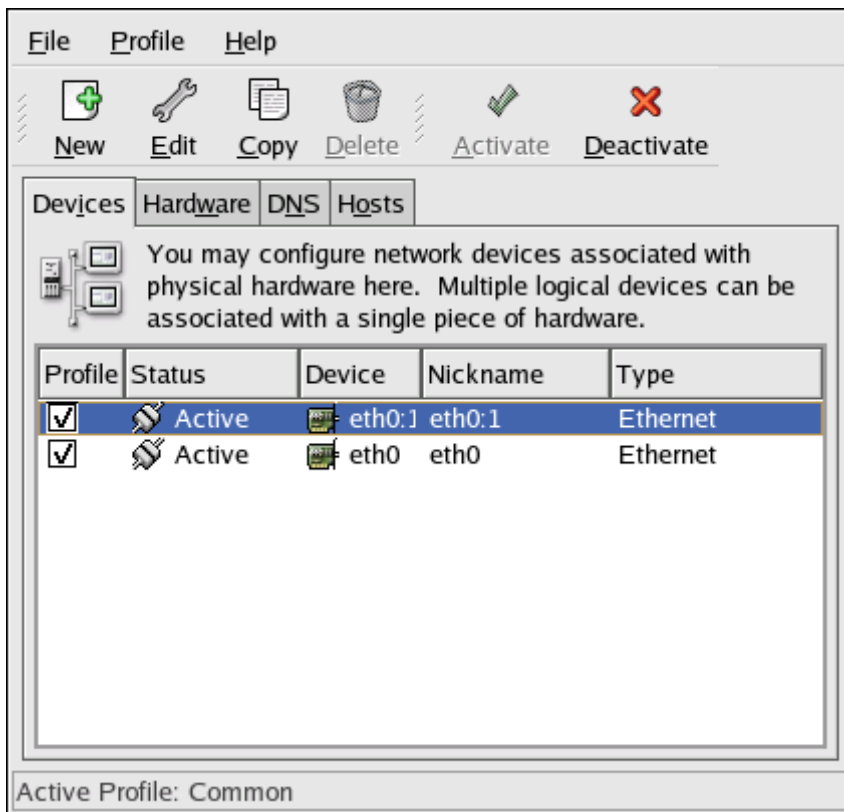 File Profile Help
New Edit Copy Delete Activate Deactivate
Devices Hardware DNS Hosts
You may configure network devices associated with
physical hardware here. Multiple logical devices can be
associated with a single piece of hardware.
Profile Status Device Nickname Type
Active eth0:1 eth0:1 Ethernet
Active eth0 eth0 Ethernet
Active Profile: Common